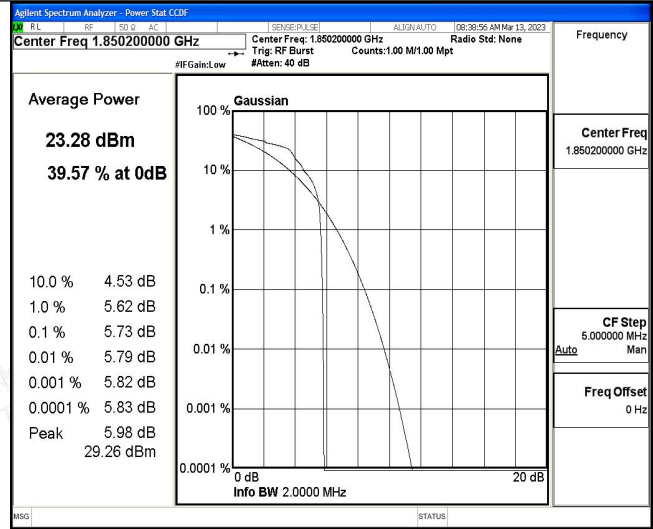 Agilent Spectrum Analyzer - Power Stat CCDF
LXI RL RF 50 Ω AC SENSE:PULSE ALIGN AUTO 08:38:56 AM Mar 13, 2023
Center Freq 1.850200000 GHz
Center Freq: 1.850200000 GHz Radio Std: None
Trig: RF Burst Counts:1.00 M/1.00 Mpt
#IFGain:Low #Atten: 40 dB
Frequency
Average Power
23.28 dBm
39.57 % at 0dB
10.0 % 4.53 dB
1.0 % 5.62 dB
0.1 % 5.73 dB
0.01 % 5.79 dB
0.001 % 5.82 dB
0.0001 % 5.83 dB
Peak 5.98 dB
29.26 dBm
Gaussian
100 %
10 %
1 %
0.1 %
0.01 %
0.001 %
0.0001 %
0 dB 20 dB
Info BW 2.0000 MHz
Center Freq
1.850200000 GHz
CF Step
5.000000 MHz
Auto Man
Freq Offset
0 Hz
MSG STATUS